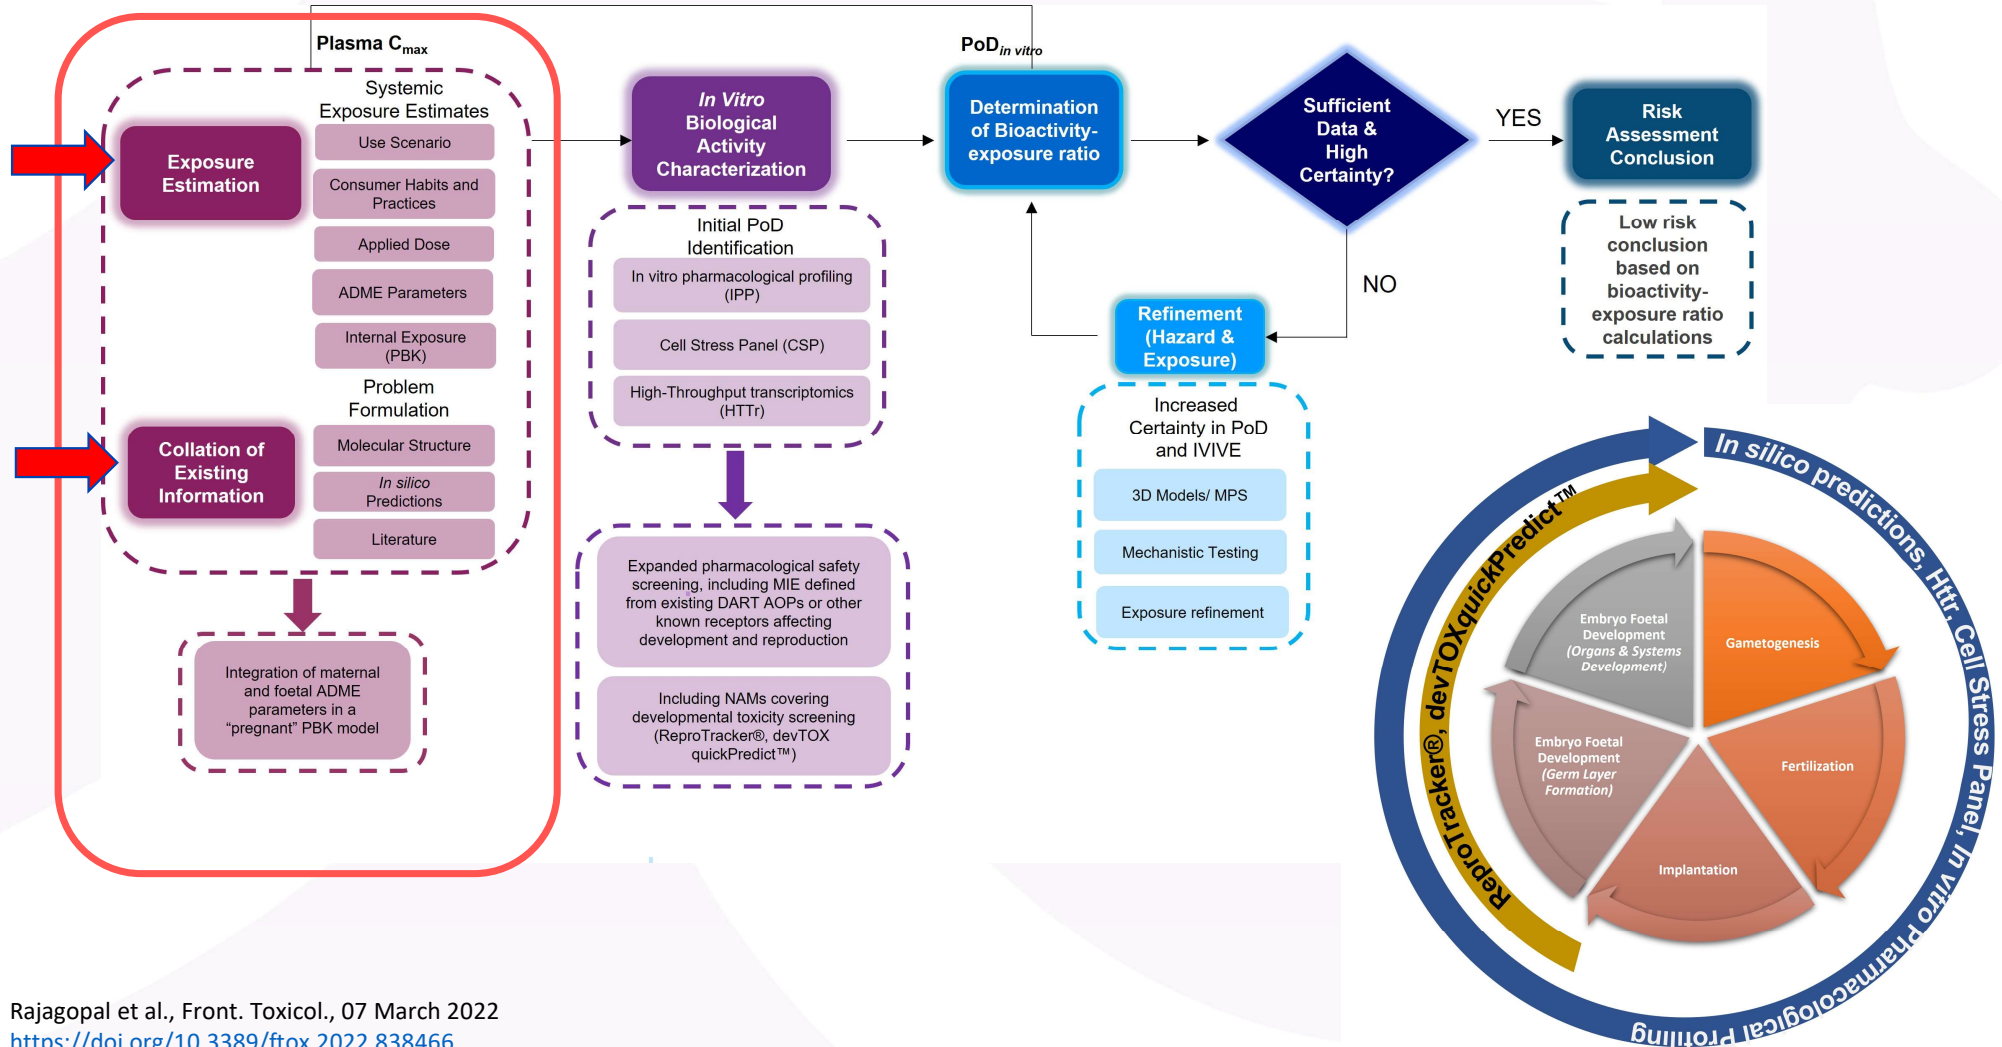 Plasma Cmax
PoDin vitro
Systemic
Exposure Estimates
Exposure
Estimation
Use Scenario
Consumer Habits and
Practices
Applied Dose
ADME Parameters
Internal Exposure
(PBK)
Problem
Formulation
Collation of
Existing
Information
Molecular Structure
In silico
Predictions
Literature
Integration of maternal
and foetal ADME
parameters in a
“pregnant” PBK model
In Vitro
Biological
Activity
Characterization
Initial PoD
Identification
In vitro pharmacological profiling
(IPP)
Cell Stress Panel (CSP)
High-Throughput transcriptomics
(HTTr)
Expanded pharmacological safety
screening, including MIE defined
from existing DART AOPs or other
known receptors affecting
development and reproduction
Including NAMs covering
developmental toxicity screening
(ReproTracker®, devTOX
quickPredict™)
Determination
of Bioactivity-
exposure ratio
Sufficient
Data &
High
Certainty?
YES
NO
Refinement
(Hazard &
Exposure)
Increased
Certainty in PoD
and IVIVE
3D Models/ MPS
Mechanistic Testing
Exposure refinement
Risk
Assessment
Conclusion
Low risk
conclusion
based on
bioactivity-
exposure ratio
calculations
In silico predictions, Httr, Cell Stress Panel, In vitro Pharmacological Profiling
ReproTracker®, devTOXquickPredict™
Embryo Foetal
Development
(Organs & Systems
Development)
Gametogenesis
Embryo Foetal
Development
(Germ Layer
Formation)
Fertilization
Implantation
Rajagopal et al., Front. Toxicol., 07 March 2022
https://doi.org/10.3389/ftox.2022.838466